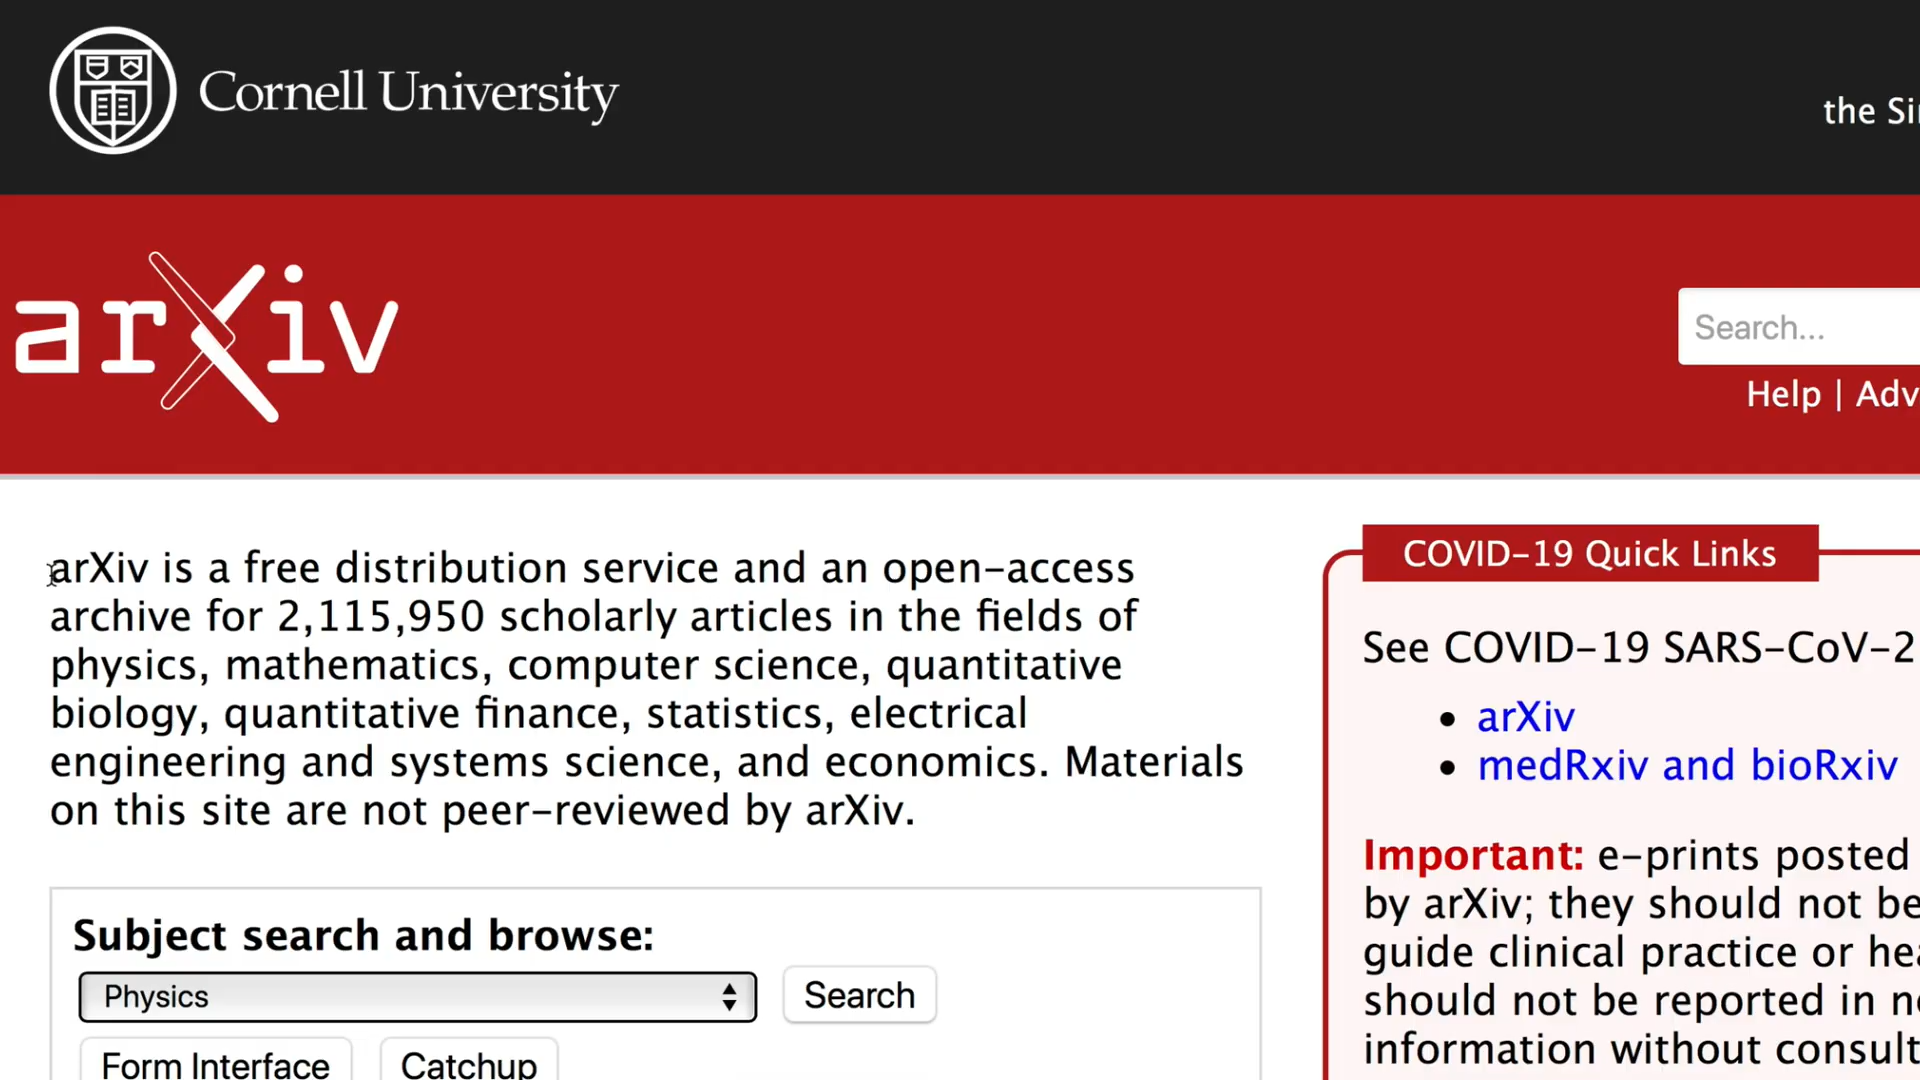 Cornell University
the
arXiv
Search...
Help | Adv
arXiv is a free distribution service and an open-access
archive for 2,115,950 scholarly articles in the fields of
physics, mathematics, computer science, quantitative
biology, quantitative finance, statistics, electrical
engineering and systems science, and economics. Materials
on this site are not peer-reviewed by arXiv.
Subject search and browse:
Physics
Search
Form Interface
Catchup
COVID-19 Quick Links
See COVID-19 SARS-CoV-2
• arXiv
• medRxiv and bioRxiv
Important: e-prints posted
by arXiv; they should not be
guide clinical practice or
should not be reported in
information without consult